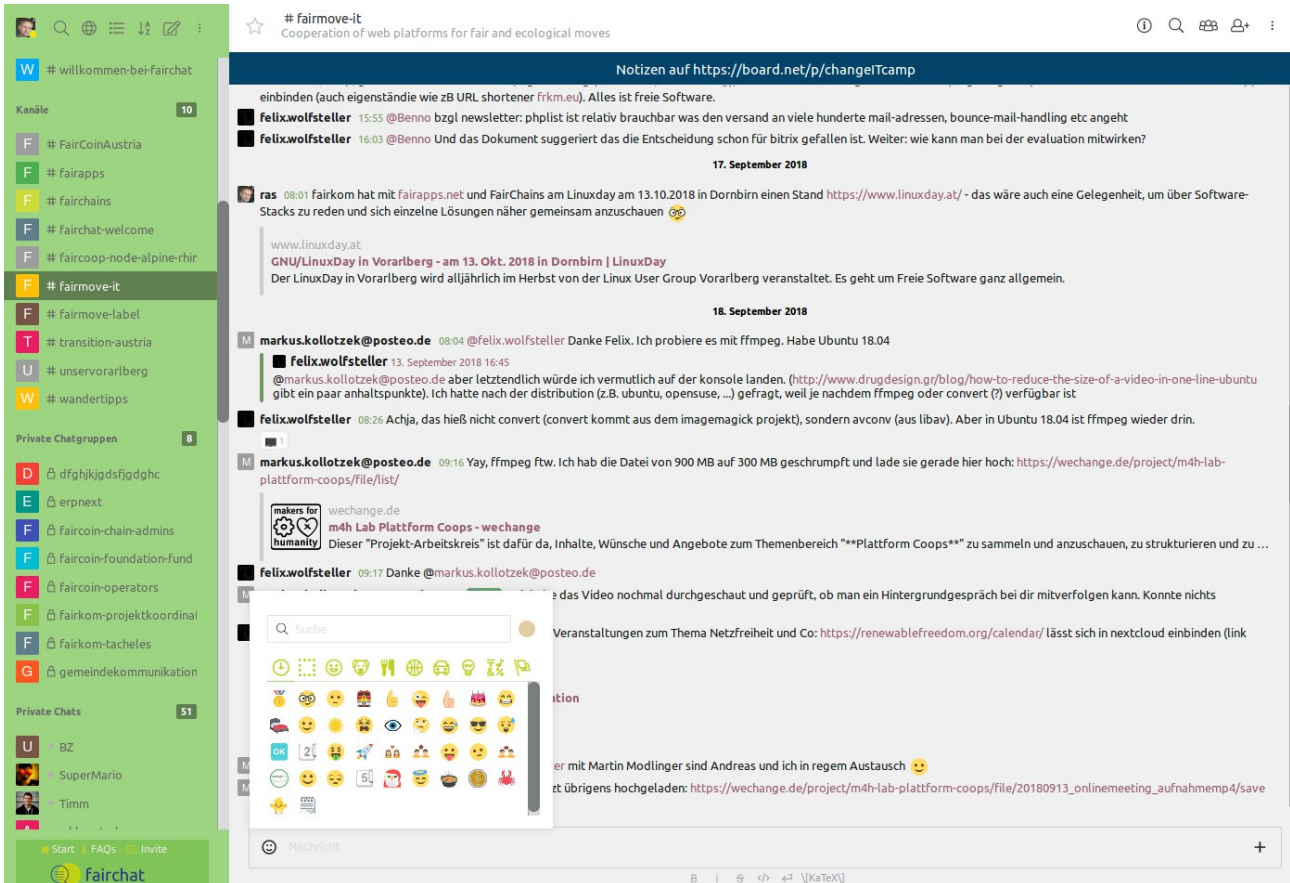 # willkommen-bei-fairchat
Kanäle 10
F # FairCoinAustria
F # fairapps
F # fairchains
F # fairchat-welcome
F # faircoop-node-alpine-rhir
F # fairmove-it
F # fairmove-label
T # transition-austria
U # unservorarlberg
W # wandertipps
Private Chatgruppen 8
D dfghjkjgdsfjgdghc
E erpnext
F faircoin-chain-admins
F faircoin-foundation-fund
F faircoin-operators
F fairkom-projektkoordinat
F fairkom-tacheles
G gemeindekommunikation
Private Chats 51
U BZ
SuperMario
Timm
Start FAQs Invite
fairchat
# fairmove-it
Cooperation of web platforms for fair and ecological moves
Notizen auf https://board.net/p/changeITcamp
einbinden (auch eigenständie wie zB URL shortener frkm.eu). Alles ist freie Software.
felix.wolfsteller 15:55 @Benno bzgl newsletter: phplist ist relativ brauchbar was den versand an viele hunderte mail-adressen, bounce-mail-handling etc angeht
felix.wolfsteller 16:03 @Benno Und das Dokument suggeriert das die Entscheidung schon für bitrix gefallen ist. Weiter: wie kann man bei der evaluation mitwirken?
17. September 2018
ras 08:01 fairkom hat mit fairapps.net und FairChains am Linuxday am 13.10.2018 in Dornbirn einen Stand https://www.linuxday.at/ - das wäre auch eine Gelegenheit, um über Software-
Stacks zu reden und sich einzelne Lösungen näher gemeinsam anzuschauen
www.linuxday.at
GNU/LinuxDay in Vorarlberg - am 13. Okt. 2018 in Dornbirn | LinuxDay
Der LinuxDay in Vorarlberg wird alljährlich im Herbst von der Linux User Group Vorarlberg veranstaltet. Es geht um Freie Software ganz allgemein.
18. September 2018
M markus.kollotzek@posteo.de 08:04 @felix.wolfsteller Danke Felix. Ich probiere es mit ffmpeg. Habe Ubuntu 18.04
felix.wolfsteller 13. September 2018 16:45
@markus.kollotzek@posteo.de aber letztendlich würde ich vermutlich auf der konsole landen. (http://www.drugdesign.gr/blog/how-to-reduce-the-size-of-a-video-in-one-line-ubuntu
gibt ein paar anhaltspunkte). Ich hatte nach der distribution (z.B. ubuntu, opensuse, ...) gefragt, weil je nachdem ffmpeg oder convert (?) verfügbar ist
felix.wolfsteller 08:26 Achja, das hieß nicht convert (convert kommt aus dem imagemagick projekt), sondern avconv (aus libav). Aber in Ubuntu 18.04 ist ffmpeg wieder drin.
1
M markus.kollotzek@posteo.de 09:16 Yay, ffmpeg ftw. Ich hab die Datei von 900 MB auf 300 MB geschrumpft und lade sie gerade hier hoch: https://wechange.de/project/m4h-lab-
plattform-coops/file/list/
makers for
humanity
wechange.de
m4h Lab Plattform Coops - wechange
Dieser "Projekt-Arbeitskreis" ist dafür da, Inhalte, Wünsche und Angebote zum Themenbereich "**Plattform Coops**" zu sammeln und anzuschauen, zu strukturieren und zu ...
felix.wolfsteller 09:17 Danke @markus.kollotzek@posteo.de
e das Video nochmal durchgeschaut und geprüft, ob man ein Hintergrundgespräch bei dir mitverfolgen kann. Konnte nichts
Veranstaltungen zum Thema Netzfreiheit und Co: https://renewablefreedom.org/calendar/ lässt sich in nextcloud einbinden (link
ation
er mit Martin Modlinger sind Andreas und ich in regem Austausch
zt übrigens hochgeladen: https://wechange.de/project/m4h-lab-plattform-coops/file/20180913_onlinemeeting_aufnahmemp4/save
Suche
OK
Nachricht
B i S </> \[KaTeX\]